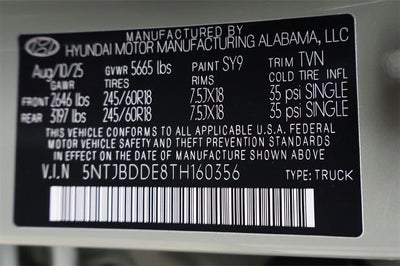 MANUFACTURED BY
HYUNDAI MOTOR MANUFACTURING ALABAMA, LLC
Aug/10/25 GVWR 5665 lbs PAINT SY9 TRIM TVN
GAWR TIRES RIMS COLD TIRE INFL
FRONT 2646 lbs 245/60R18 7.5JX18 35 psi SINGLE
REAR 3197 lbs 245/60R18 7.5JX18 35 psi SINGLE
THIS VEHICLE CONFORMS TO ALL APPLICABLE U.S.A. FEDERAL
MOTOR VEHICLE SAFETY AND THEFT PREVENTION STANDARDS
IN EFFECT ON THE DATE OF MANUFACTURE SHOWN ABOVE.
V.I.N 5NTJBDDE8TH160356 TYPE: TRUCK